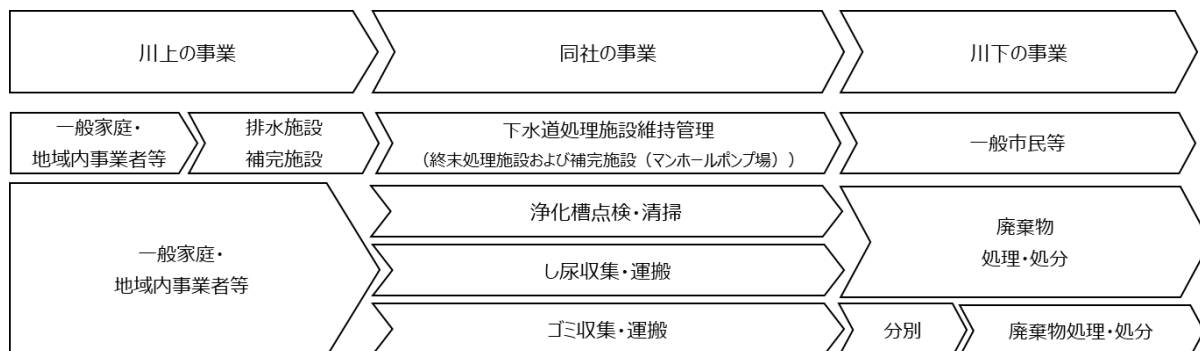 川上の事業
同社の事業
川下の事業
一般家庭・
地域内事業者等
排水施設
補完施設
下水道処理施設維持管理
（終末処理施設および補完施設（マンホールポンプ場））
一般市民等
一般家庭・
地域内事業者等
浄化槽点検・清掃
し尿収集・運搬
ゴミ収集・運搬
廃棄物
処理・処分
分別
廃棄物処理・処分